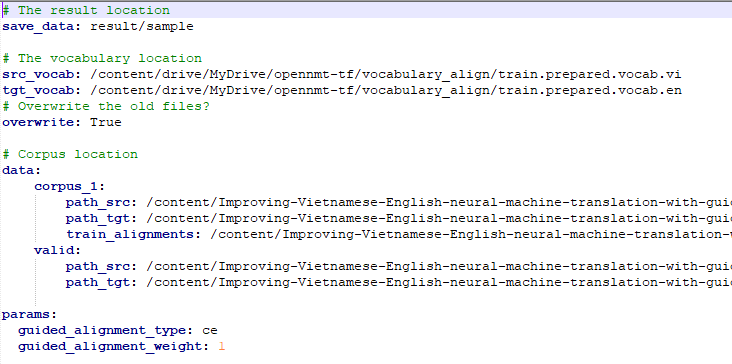 # The result location
save_data: result/sample
# The vocabulary location
src_vocab: /content/drive/MyDrive/opennmt-tf/vocabulary_align/train.prepared.vocab.vi
tgt_vocab: /content/drive/MyDrive/opennmt-tf/vocabulary_align/train.prepared.vocab.en
# Overwrite the old files?
overwrite: True
# Corpus location
data:
corpus_1:
path_src: /content/Improving-Vietnamese-English-neural-machine-translation-with-gui
path_tgt: /content/Improving-Vietnamese-English-neural-machine-translation-with-gui
train_alignments: /content/Improving-Vietnamese-English-neural-machine-translation-
valid:
path_src: /content/Improving-Vietnamese-English-neural-machine-translation-with-gui
path_tgt: /content/Improving-Vietnamese-English-neural-machine-translation-with-gui
params:
guided_alignment_type: ce
guided_alignment_weight: 1